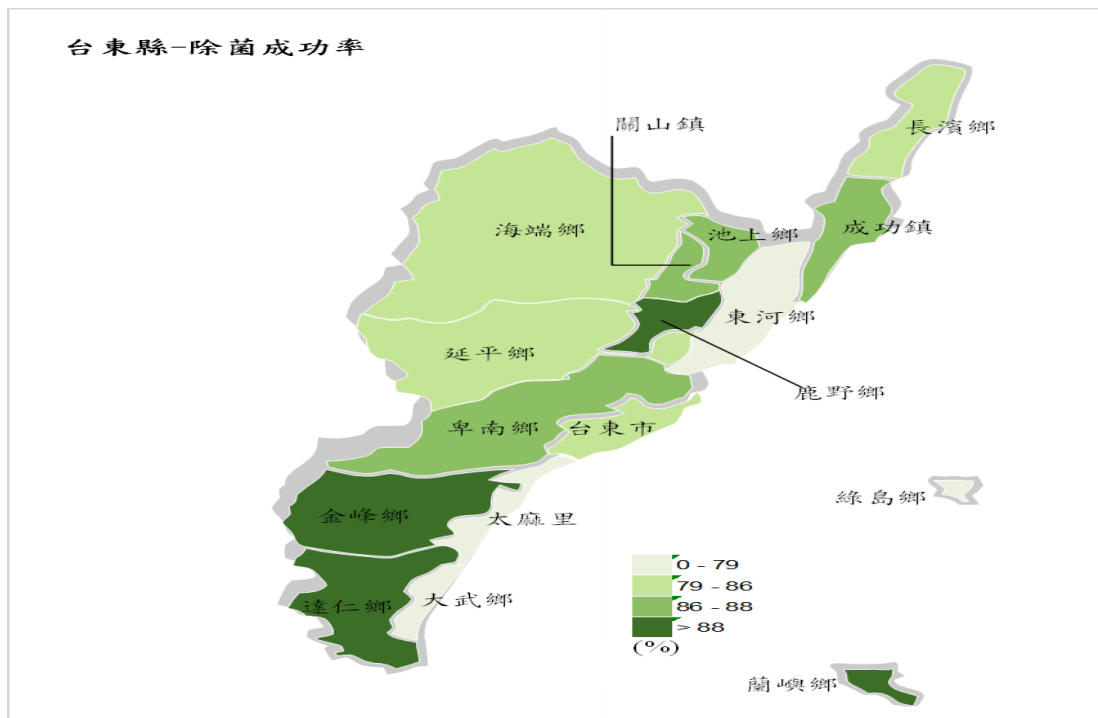 台東縣-除菌成功率
關山鎮
長濱鄉
海端鄉
池上鄉
成功鎮
東河鄉
延平鄉
鹿野鄉
卑南鄉
台東市
綠島鄉
金峰鄉
太麻里
0 - 79
79 - 86
大武鄉
達仁鄉
86 - 88
> 88
(%)
蘭嶼鄉